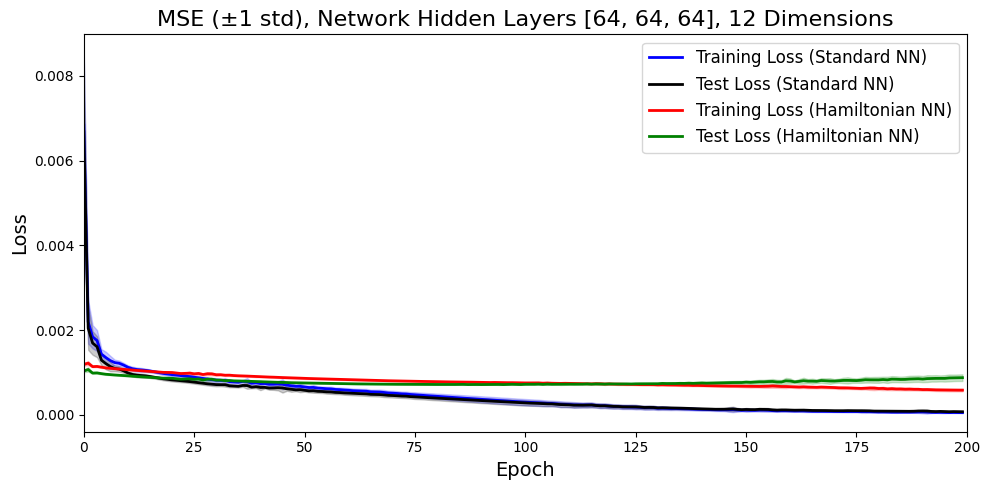 MSE (±1 std), Network Hidden Layers [64, 64, 64], 12 Dimensions
Loss
0.008
0.006
0.004
0.002
0.000
Training Loss (Standard NN)
Test Loss (Standard NN)
Training Loss (Hamiltonian NN)
Test Loss (Hamiltonian NN)
0 25 50 75 100 125 150 175 200
Epoch